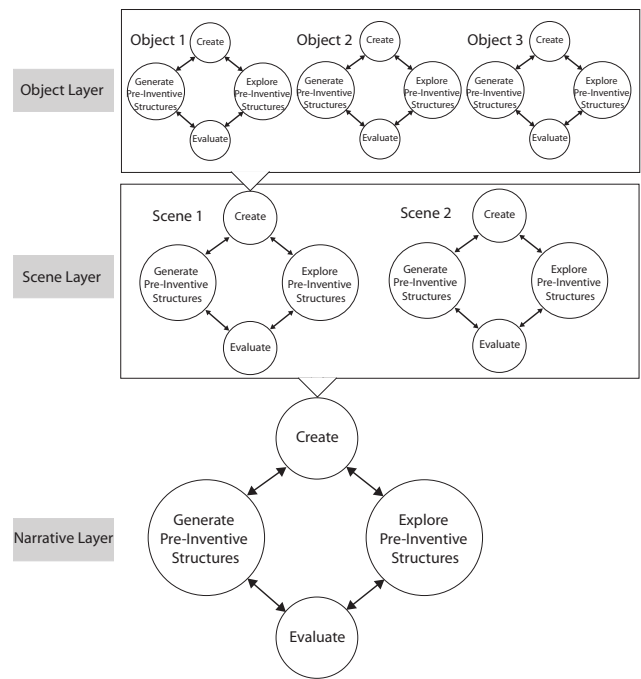 Object Layer
Object 1
Create
Generate
Pre-Inventive
Structures
Explore
Pre-Inventive
Structures
Evaluate
Object 2
Create
Generate
Pre-Inventive
Structures
Explore
Pre-Inventive
Structures
Evaluate
Object 3
Create
Generate
Pre-Inventive
Structures
Explore
Pre-Inventive
Structures
Evaluate
Scene Layer
Scene 1
Create
Generate
Pre-Inventive
Structures
Explore
Pre-Inventive
Structures
Evaluate
Scene 2
Create
Generate
Pre-Inventive
Structures
Explore
Pre-Inventive
Structures
Evaluate
Narrative Layer
Create
Generate
Pre-Inventive
Structures
Explore
Pre-Inventive
Structures
Evaluate